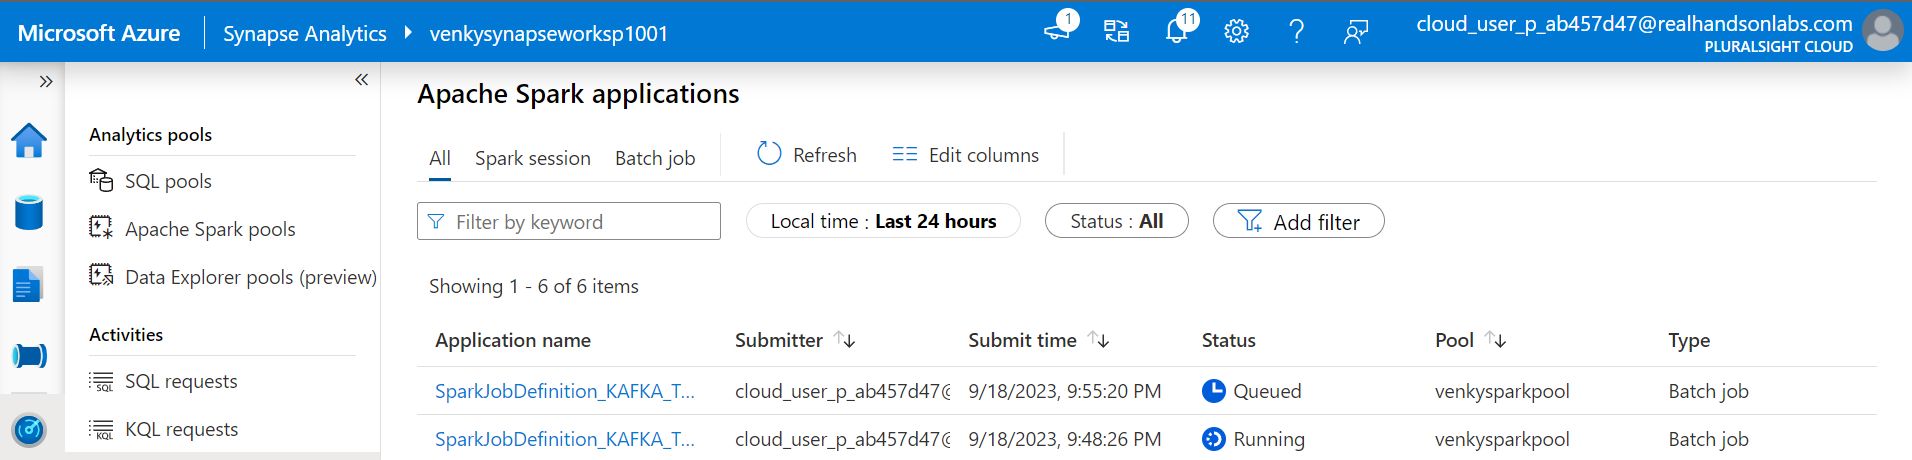 Microsoft Azure Synapse Analytics venkysynapseworksp1001 1 11 cloud_user_p_ab457d47@realhandsonlabs.com
PLURALSIGHT CLOUD
Analytics pools
SQL pools
Apache Spark pools
Data Explorer pools (preview)
Activities
SQL requests
KQL requests
Apache Spark applications
All Spark session Batch job Refresh Edit columns
Filter by keyword Local time : Last 24 hours Status : All Add filter
Showing 1 - 6 of 6 items
Application name Submitter Submit time Status Pool Type
SparkJobDefinition_KAFKA_T... cloud_user_p_ab457d47@ 9/18/2023, 9:55:20 PM Queued venkysparkpool Batch job
SparkJobDefinition_KAFKA_T... cloud_user_p_ab457d47@ 9/18/2023, 9:48:26 PM Running venkysparkpool Batch job